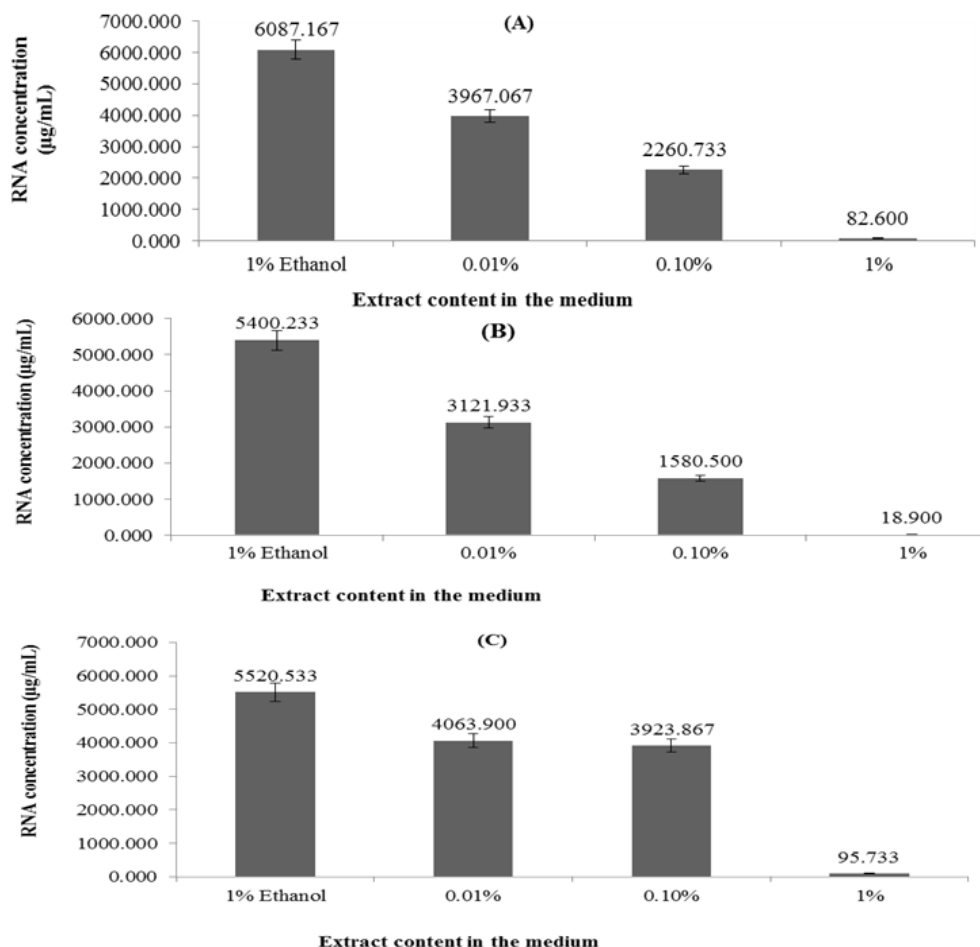 (A)
RNA concentration
(µg/mL)
7000.000
6000.000
5000.000
4000.000
3000.000
2000.000
1000.000
0.000
6087.167
3967.067
2260.733
82.600
1% Ethanol 0.01% 0.10% 1%
Extract content in the medium
(B)
RNA concentration (µg/mL)
6000.000
5000.000
4000.000
3000.000
2000.000
1000.000
0.000
5400.233
3121.933
1580.500
18.900
1% Ethanol 0.01% 0.10% 1%
Extract content in the medium
(C)
RNA concentration (µg/mL)
7000.000
6000.000
5000.000
4000.000
3000.000
2000.000
1000.000
0.000
5520.533
4063.900
3923.867
95.733
1% Ethanol 0.01% 0.10% 1%
Extract content in the medium